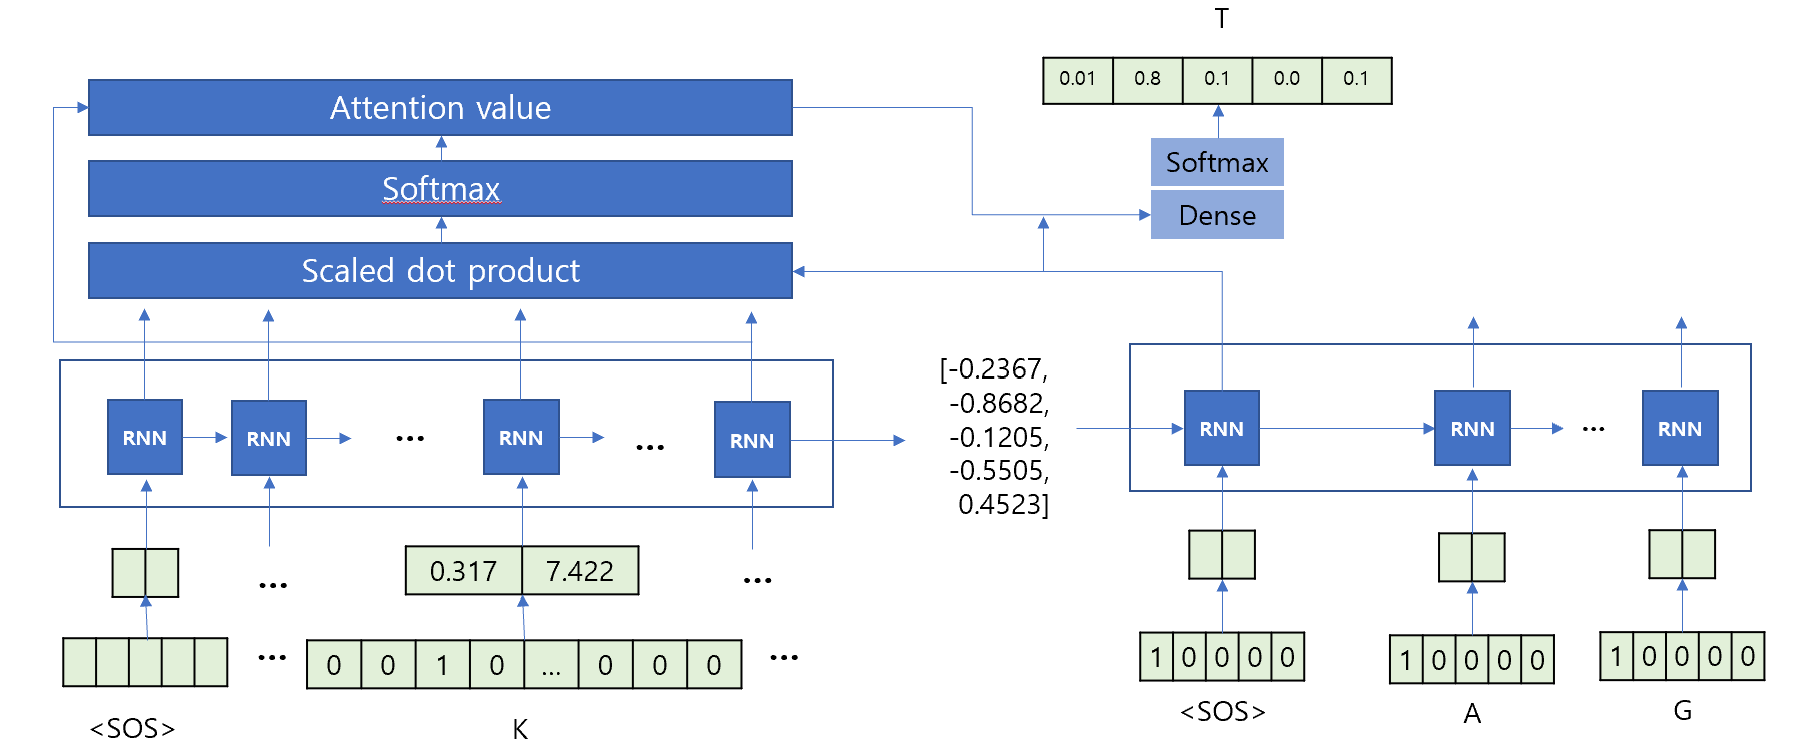 T
0.01 0.8 0.1 0.0 0.1
Attention value
Softmax
Softmax
Dense
Scaled dot product
[-0.2367,
-0.8682,
-0.1205,
-0.5505,
0.4523]
RNN RNN ... RNN ... RNN
RNN RNN ... RNN
... 0.317 7.422 ...
... 0 0 1 0 ... 0 0 0 ...
1 0 0 0 0
1 0 0 0 0
1 0 0 0 0
<SOS> K
<SOS> A G